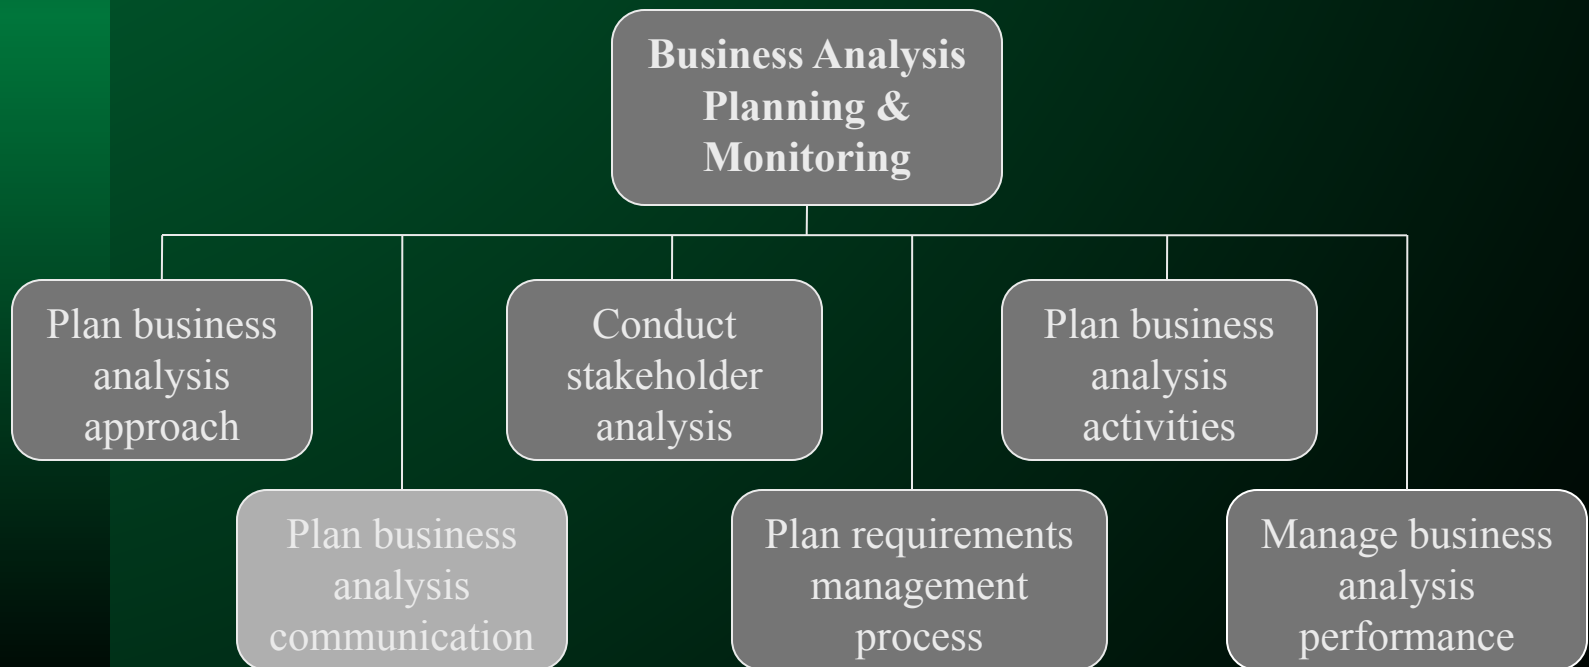 Business Analysis
Planning &
Monitoring
Plan business
analysis
approach
Conduct
stakeholder
analysis
Plan business
analysis
activities
Plan business
analysis
communication
Plan requirements
management
process
Manage business
analysis
performance